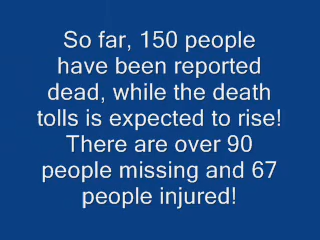 So far, 150 people
have been reported
dead, while the death
tolls is expected to rise!
There are over 90
people missing and 67
people injured!